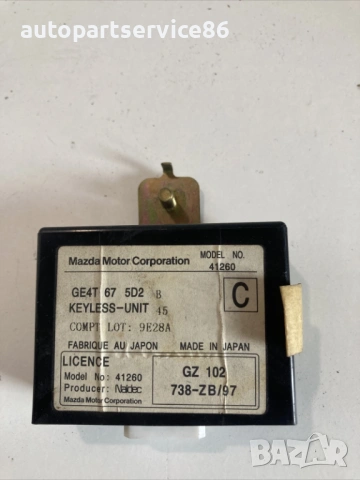 autopartservice86
Mazda Motor Corporation
MODEL NO.
41260
GE4T 67 5D2 B
KEYLESS-UNIT 45
C
COMPT LOT: 9E28A
FABRIQUE AU JAPON MADE IN JAPAN
LICENCE
Model No: 41260
Producer: Naldec
Mazda Motor Corporation
GZ 102
738-ZB/97
bazar
БГ